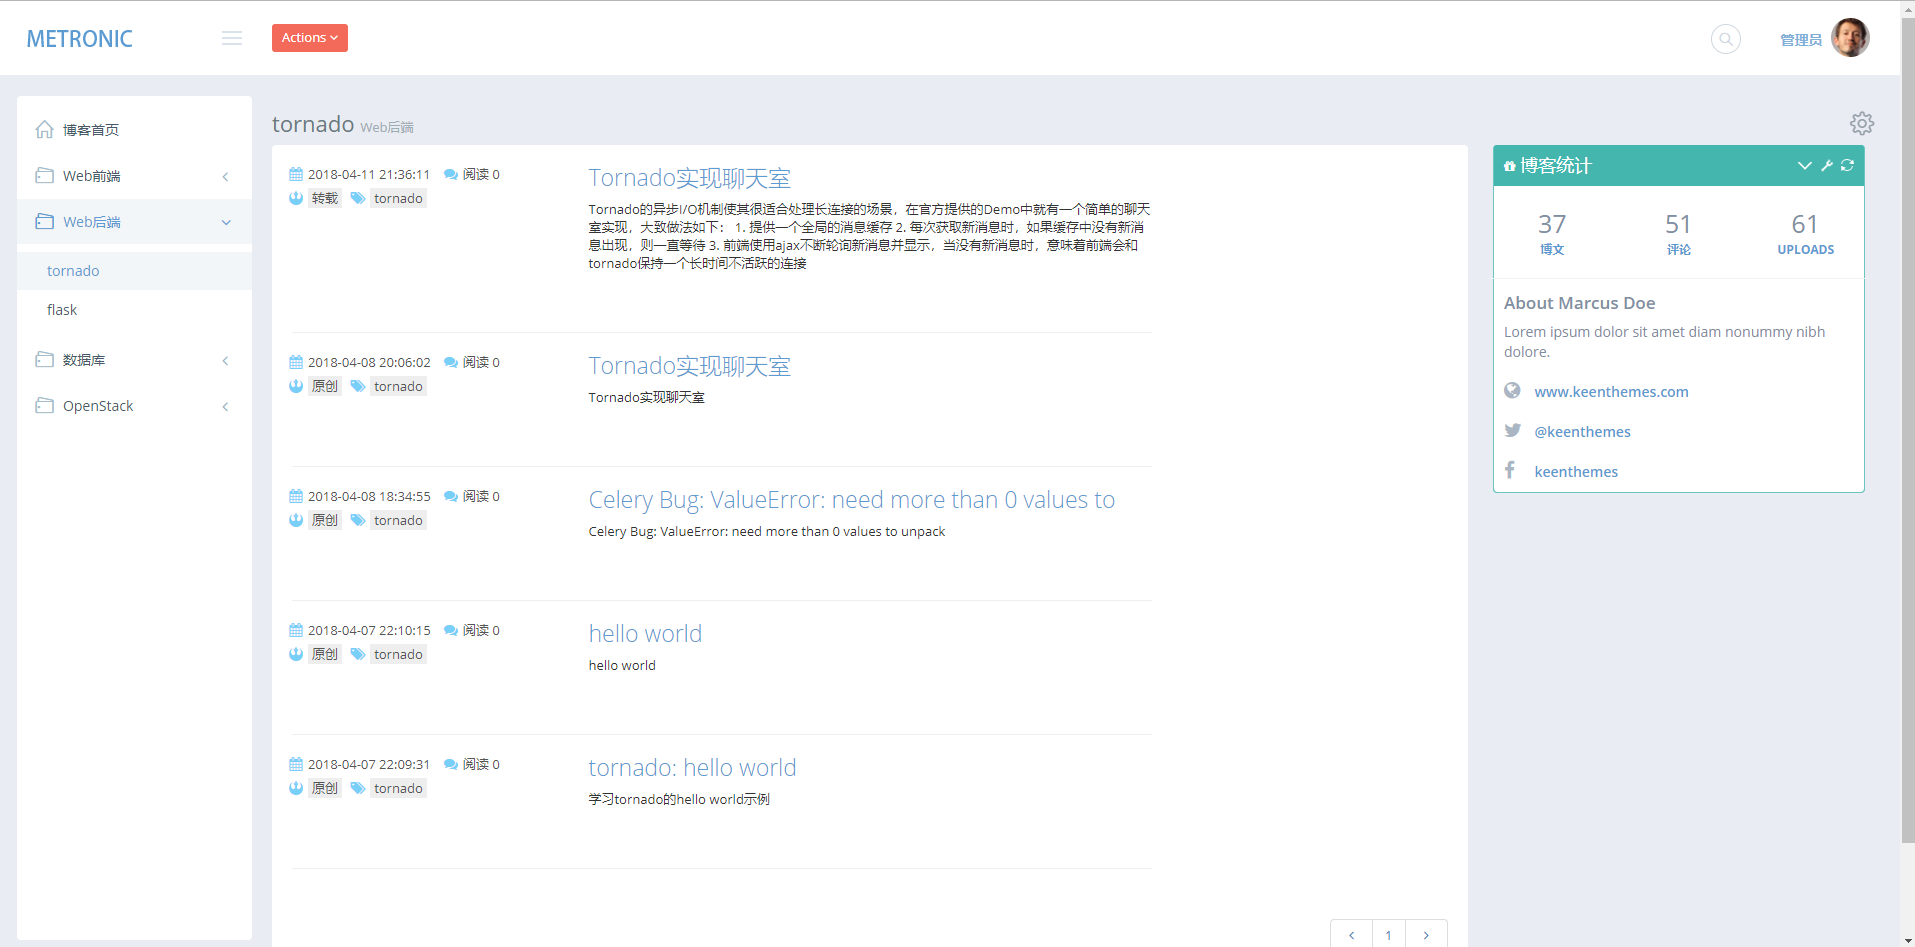 METRONIC
Actions
管理员
博客首页
Web前端
Web后端
tornado
flask
数据库
OpenStack
tornado Web后端
2018-04-11 21:36:11 阅读 0
转载 tornado
Tornado实现聊天室
Tornado的异步I/O机制使其很适合处理长连接的场景，在官方提供的Demo中就有一个简单的聊天
室实现，大致做法如下： 1. 提供一个全局的消息缓存 2. 每次获取新消息时，如果缓存中没有新消
息出现，则一直等待 3. 前端使用ajax不断轮询新消息并显示，当没有新消息时，意味着前端会和
tornado保持一个长时间不活跃的连接
2018-04-08 20:06:02 阅读 0
原创 tornado
Tornado实现聊天室
Tornado实现聊天室
2018-04-08 18:34:55 阅读 0
原创 tornado
Celery Bug: ValueError: need more than 0 values to
Celery Bug: ValueError: need more than 0 values to unpack
2018-04-07 22:10:15 阅读 0
原创 tornado
hello world
hello world
2018-04-07 22:09:31 阅读 0
原创 tornado
tornado: hello world
学习tornado的hello world示例
1
博客统计
37 51 61
博文 评论 UPLOADS
About Marcus Doe
Lorem ipsum dolor sit amet diam nonummy nibh
dolore.
www.keenthemes.com
@keenthemes
keenthemes